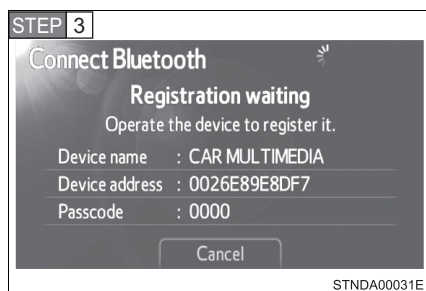 STEP 3
Connect Bluetooth
Registration waiting
Operate the device to register it.
Device name : CAR MULTIMEDIA
Device address : 0026E89E8DF7
Passcode : 0000
Cancel
STNDA00031E